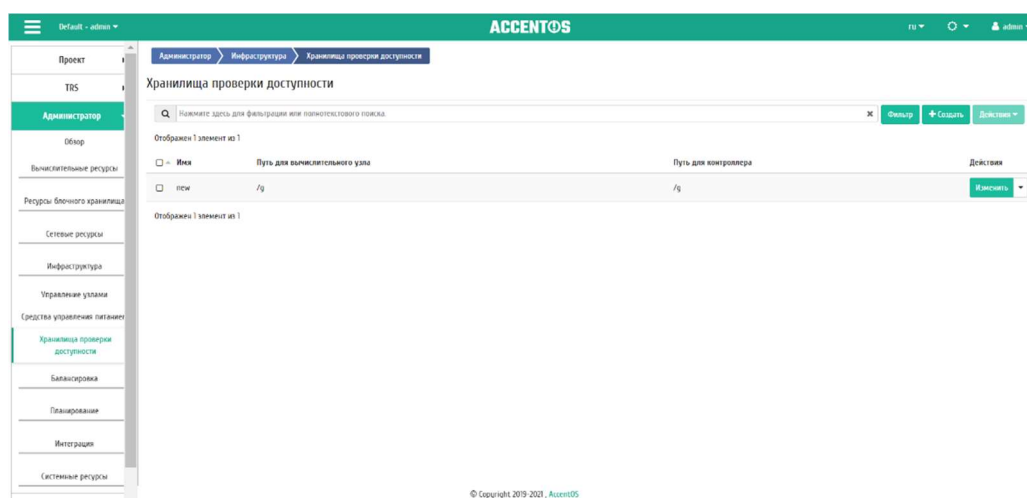 Default - admin
ACCENTOS
ru
admin
Проект
TRS
Администратор
Обзор
Вычислительные ресурсы
Ресурсы блочного хранилища
Сетевые ресурсы
Инфраструктура
Управление узлами
Средства управления питанием
Хранилища проверки
доступности
Балансировка
Планирование
Интеграция
Системные ресурсы
Администратор Инфраструктура Хранилища проверки доступности
Хранилища проверки доступности
Нажмите здесь для фильтрации или полнотекстового поиска.
Фильтр
Создать
Действия
Отображен 1 элемент из 1
Имя Путь для вычислительного узла Путь для контроллера Действия
new /g /g Изменить
Отображен 1 элемент из 1
© Copyright 2019-2021 , AccentOS